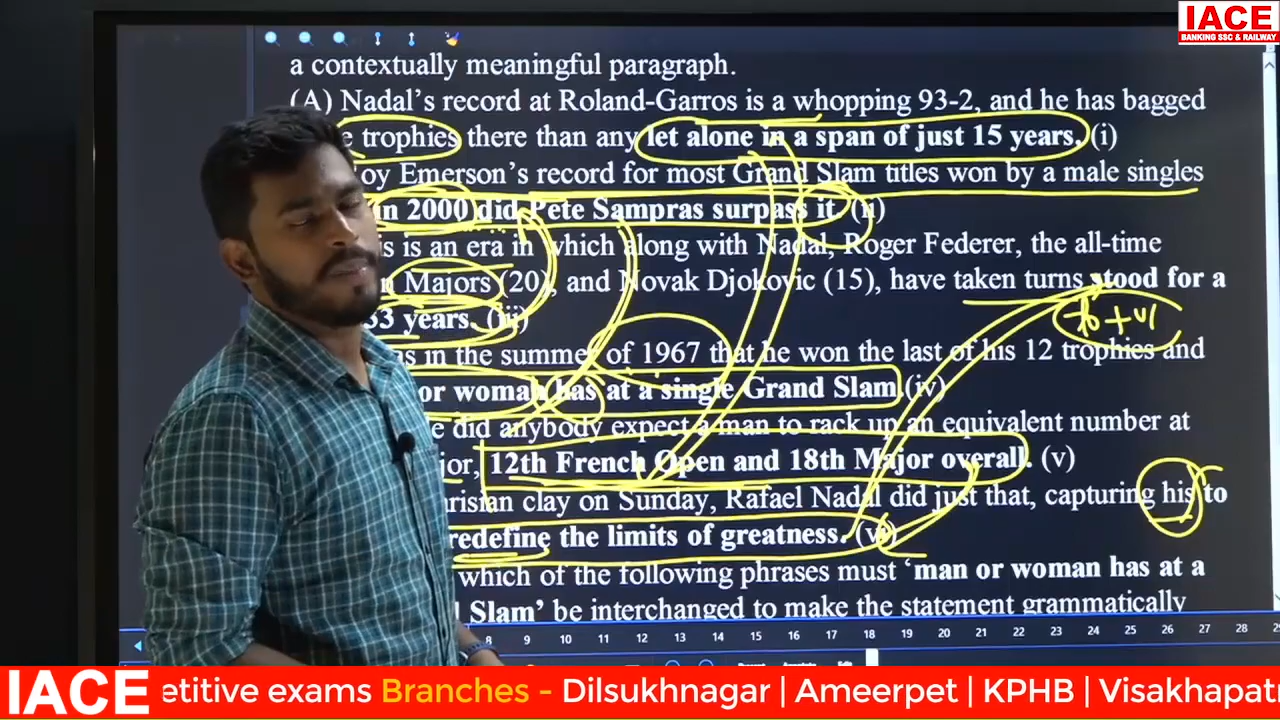 IACE
BANKING SSC & RAILWAY
a contextually meaningful paragraph.
(A) Nadal's record at Roland-Garros is a whopping 93-2, and he has bagged
e trophies there than any let alone in a span of just 15 years. (i)
oy Emerson's record for most Grand Slam titles won by a male singles
in 2000 did Pete Sampras surpass it. (ii)
is is an era in which along with Nadal, Roger Federer, the all-time
n Majors (20), and Novak Djokovic (15), have taken turns stood for a
33 years. (iii)
to + v1
as in the summer of 1967 that he won the last of his 12 trophies and
or woman has at a single Grand Slam. (iv)
e did anybody expect a man to rack up an equivalent number at
jor, 12th French Open and 18th Major overall. (v)
risian clay on Sunday, Rafael Nadal did just that, capturing his to
redefine the limits of greatness. (vi)
which of the following phrases must ‘man or woman has at a
d Slam’ be interchanged to make the statement grammatically
8 9 10 11 12 13 14 15 16 17 18 19 20 21 22 23 24 25 26 27 28 29
IACE etitive exams Branches - Dilsukhnagar | Ameerpet | KPHB | Visakhapat